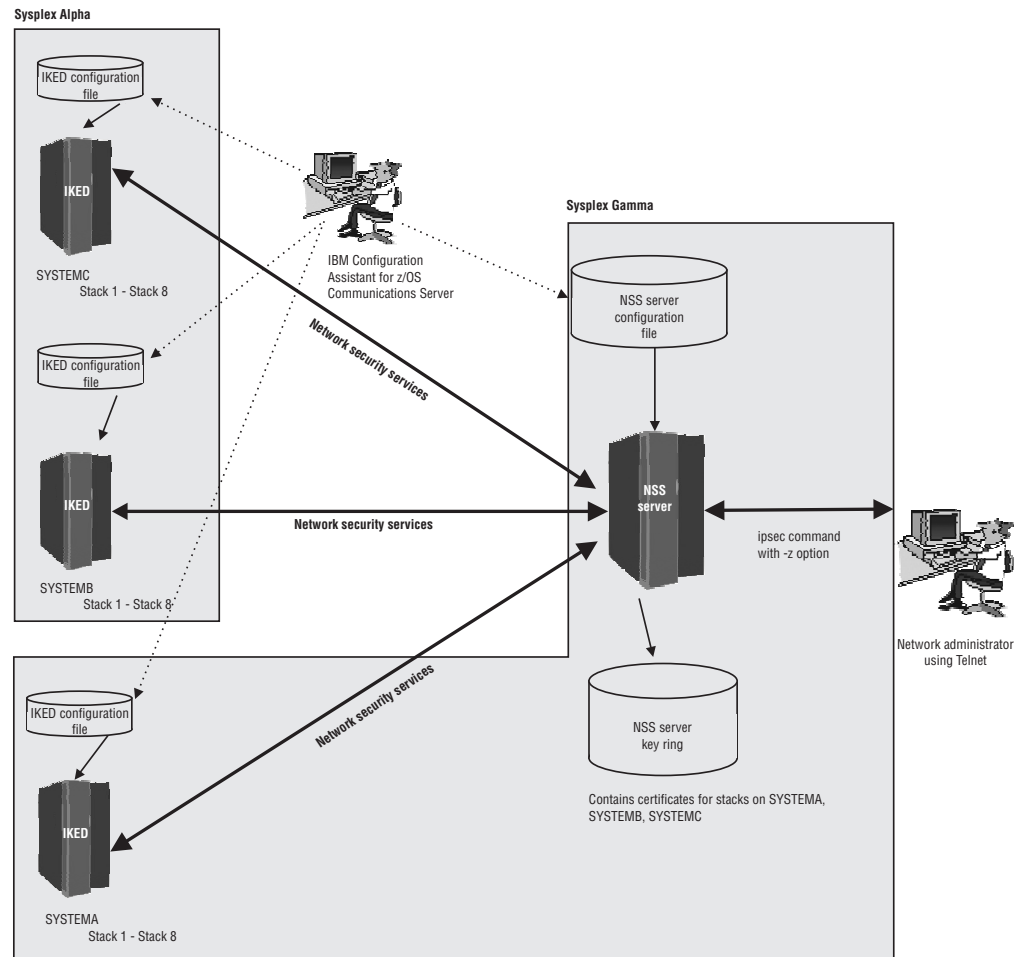 Sysplex Alpha
IKED configuration
file
IKED
SYSTEMC
Stack 1 - Stack 8
IBM Configuration
Assistant for z/OS
Communications Server
Sysplex Gamma
NSS server
configuration
file
Network security services
IKED configuration
file
IKED
SYSTEMB
Stack 1 - Stack 8
Network security services
NSS
server
ipsec command
with -z option
Network administrator
using Telnet
IKED configuration
file
IKED
SYSTEMA
Stack 1 - Stack 8
Network security services
NSS server
key ring
Contains certificates for stacks on SYSTEMA,
SYSTEMB, SYSTEMC